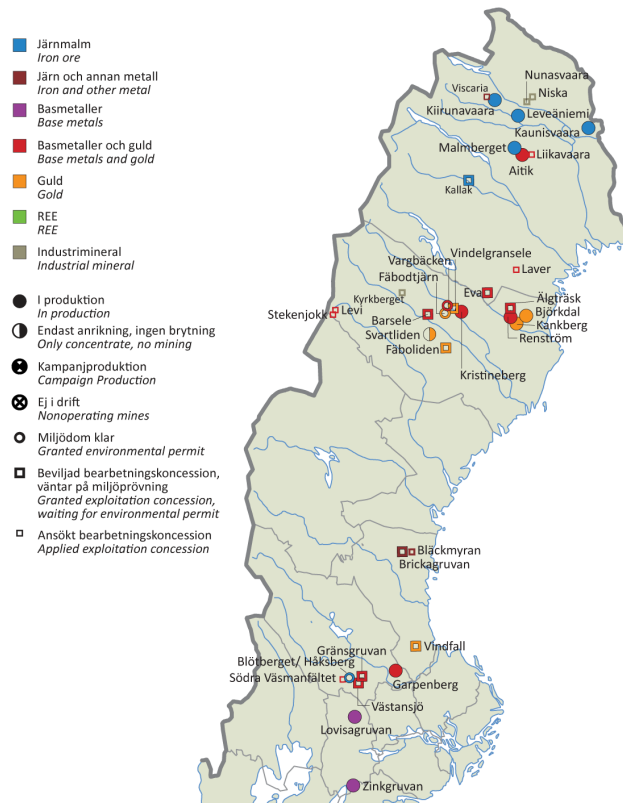 Järnmalm
Iron ore
Järn och annan metall
Iron and other metal
Basmetaller
Base metals
Basmetaller och guld
Base metals and gold
Guld
Gold
REE
REE
Industrimineral
Industrial mineral
I produktion
In production
Endast anrikning, ingen brytning
Only concentrate, no mining
Kampanjproduktion
Campaign Production
Ej i drift
Nonoperating mines
Miljödom klar
Granted environmental permit
Beviljad bearbetningskoncession,
väntar på miljöprövning
Granted exploitation concession,
waiting for environmental permit
Ansökt bearbetningskoncession
Applied exploitation concession
Nunasvaara
Viscaria
Niska
Kiirunavaara
Leveäniemi
Kaunisvaara
Malmberget
Liikavaara
Aitik
Kallak
Vindelgransele
Vargbäcken
Laver
Fäbodtjärn
Eva
Kyrkberget
Älgträsk
Levi
Björkdal
Stekenjokk
Barsele
Kankberg
Svartliden
Renström
Fäboliden
Kristineberg
Bläckmyran
Brickagruvan
Vindfall
Gränsgruvan
Blötberget/ Håksberg
Södra Väsmanfältet
Garpenberg
Västansjö
Lovisagruvan
Zinkgruvan